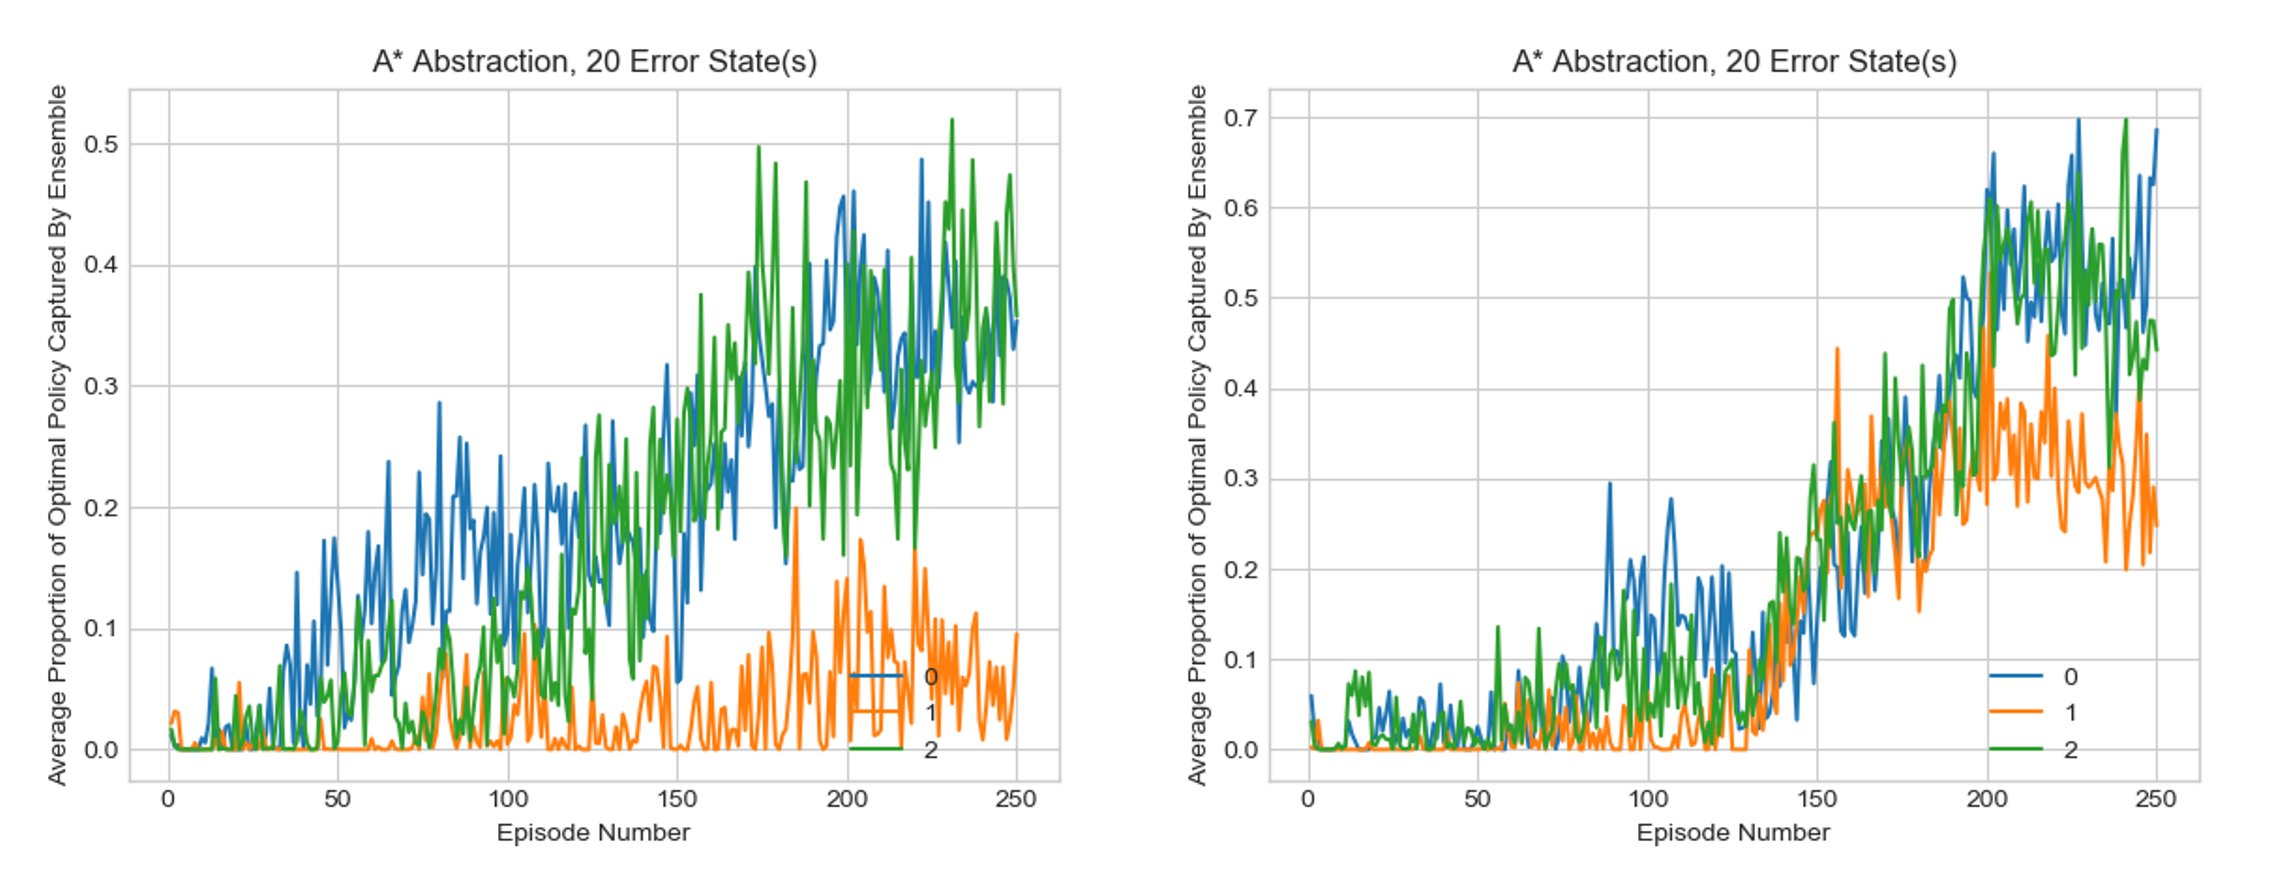 A* Abstraction, 20 Error State(s)
Average Proportion of Optimal Policy Captured By Ensemble
0.5
0.4
0.3
0.2
0.1
0.0
0
1
2
0 50 100 150 200 250
Episode Number
A* Abstraction, 20 Error State(s)
Average Proportion of Optimal Policy Captured By Ensemble
0.7
0.6
0.5
0.4
0.3
0.2
0.1
0.0
0
1
2
0 50 100 150 200 250
Episode Number